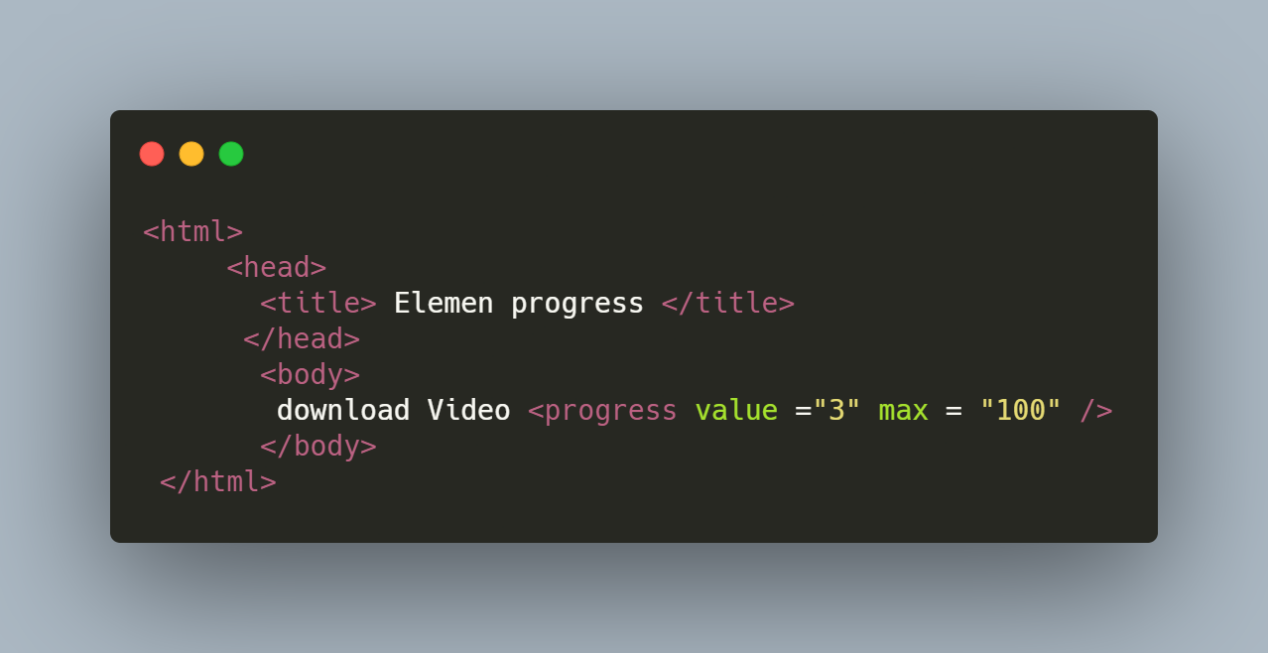 <html>
<head>
<title> Elemen progress </title>
</head>
<body>
download Video <progress value ="3" max = "100" />
</body>
</html>